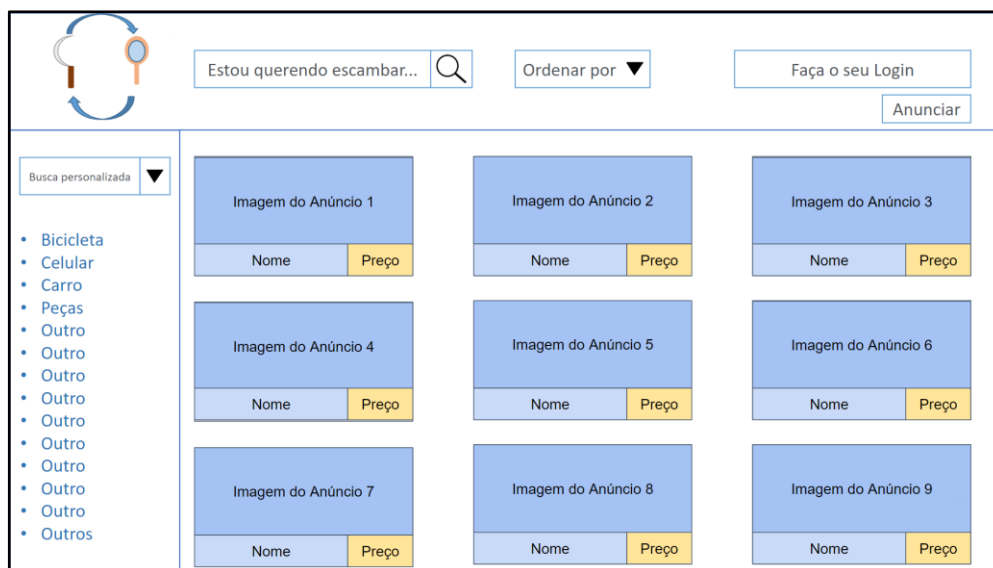 Estou querendo escambar...
Ordenar por
Faça o seu Login
Anunciar
Busca personalizada
• Bicicleta
• Celular
• Carro
• Peças
• Outro
• Outro
• Outro
• Outro
• Outro
• Outro
• Outro
• Outro
• Outro
• Outros
Imagem do Anúncio 1
Nome Preço
Imagem do Anúncio 2
Nome Preço
Imagem do Anúncio 3
Nome Preço
Imagem do Anúncio 4
Nome Preço
Imagem do Anúncio 5
Nome Preço
Imagem do Anúncio 6
Nome Preço
Imagem do Anúncio 7
Nome Preço
Imagem do Anúncio 8
Nome Preço
Imagem do Anúncio 9
Nome Preço